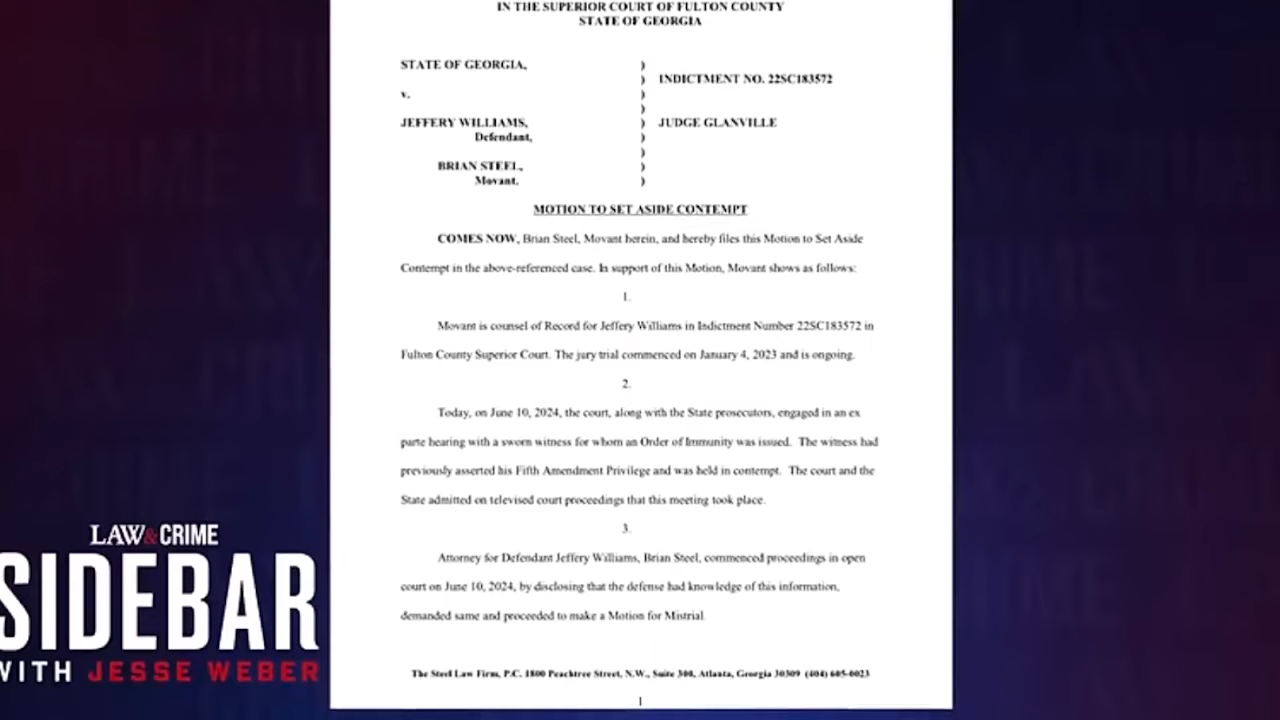 IN THE SUPERIOR COURT OF FULTON COUNTY
STATE OF GEORGIA
STATE OF GEORGIA, )
) INDICTMENT NO. 22SC183572
v. )
)
JEFFERY WILLIAMS, ) JUDGE GLANVILLE
Defendant, )
)
BRIAN STEEL, )
Movant. )
MOTION TO SET ASIDE CONTEMPT
COMES NOW, Brian Steel, Movant herein, and hereby files this Motion to Set Aside
Contempt in the above-referenced case. In support of this Motion, Movant shows as follows:
1.
Movant is counsel of Record for Jeffery Williams in Indictment Number 22SC183572 in
Fulton County Superior Court. The jury trial commenced on January 4, 2023 and is ongoing.
2.
Today, on June 10, 2024, the court, along with the State prosecutors, engaged in an ex
parte hearing with a sworn witness for whom an Order of Immunity was issued. The witness had
previously asserted his Fifth Amendment Privilege and was held in contempt. The court and the
State admitted on televised court proceedings that this meeting took place.
3.
Attorney for Defendant Jeffery Williams, Brian Steel, commenced proceedings in open
court on June 10, 2024, by disclosing that the defense had knowledge of this information,
demanded same and proceeded to make a Motion for Mistrial.
The Steel Law Firm, P.C. 1800 Peachtree Street, N.W., Suite 300, Atlanta, Georgia 30309 (404) 605-0023
1
LAW&CRIME
SIDEBAR
WITH JESSE WEBER